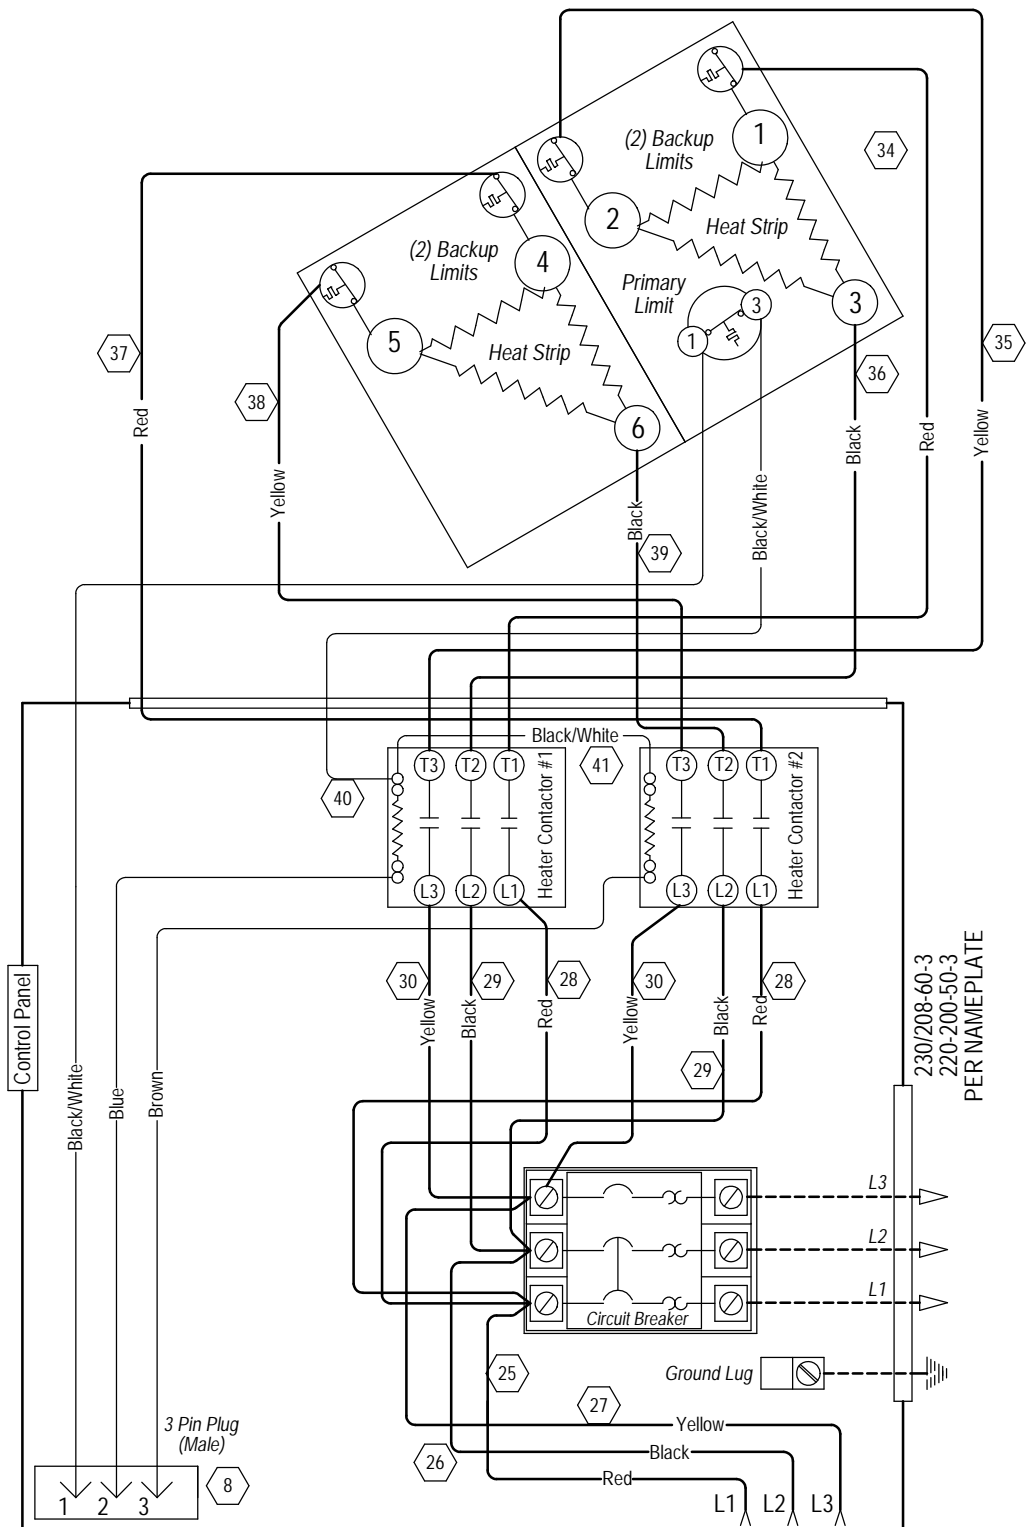 1
34
(2) Backup
Limits
2
Heat Strip
(2) Backup
Limits
4
Primary
Limit
3
3
1
5
Heat Strip
37
35
36
38
6
Red
Yellow
Black
Red
Yellow
Black
Black/White
39
Black/White
T3
T2
T1
Heater Contactor #1
41
T3
T2
T1
Heater Contactor #2
40
L3
L2
L1
L3
L2
L1
30
29
28
30
28
Yellow
Black
Red
Yellow
Black
Red
29
Control Panel
230/208-60-3
220-200-50-3
PER NAMEPLATE
Black/White
Blue
Brown
L3
L2
L1
Circuit Breaker
25
Ground Lug
27
Yellow
3 Pin Plug
(Male)
26
Black
8
Red
1
2
3
L1
L2
L3